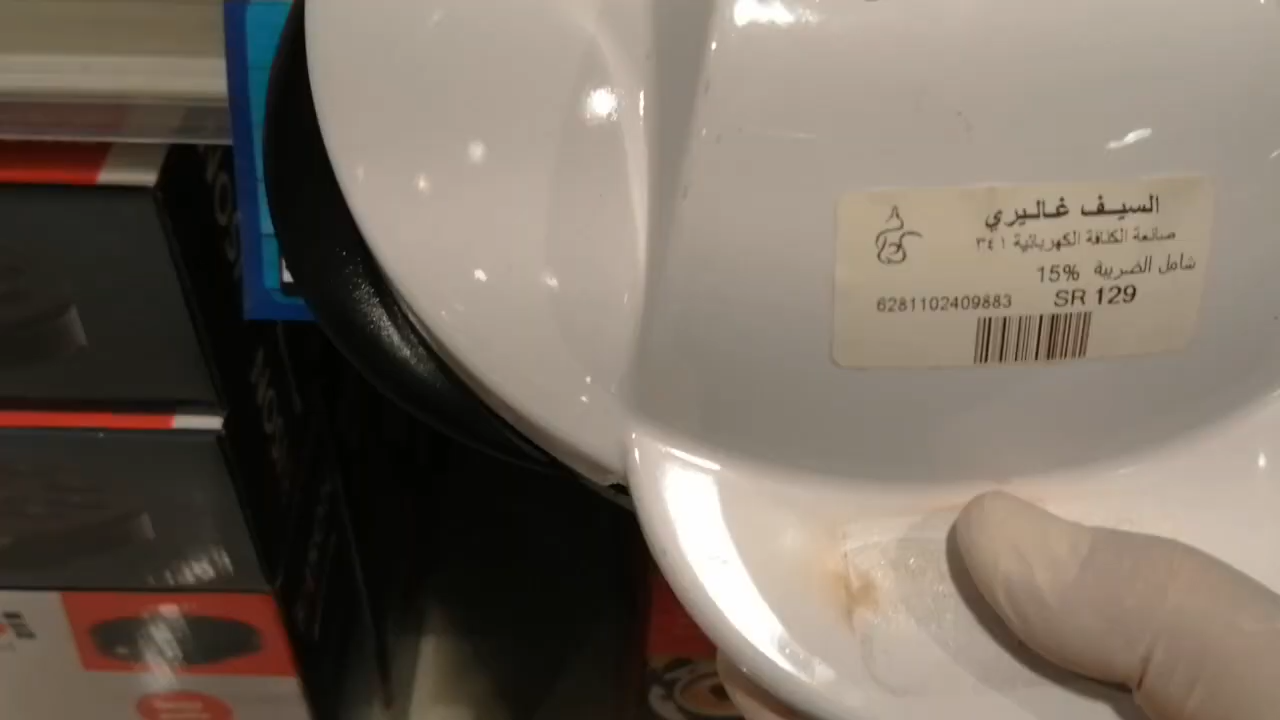 السيف غاليري
صانعة الكنافة الكهربائية ٣٤١
شامل الضريبة 15%
6281102409883 SR 129